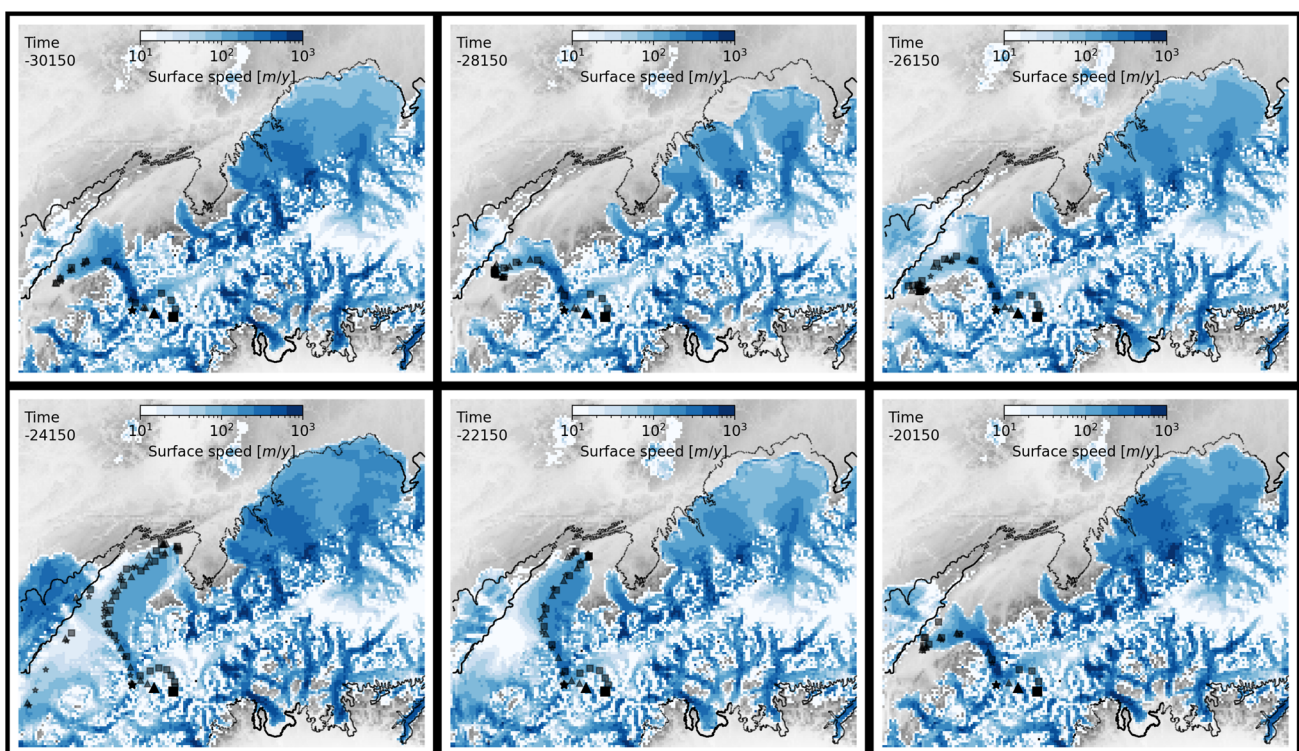 Time
-30150
10¹ 10² 10³
Surface speed [m/y]
Time
-28150
10¹ 10² 10³
Surface speed [m/y]
Time
-26150
10¹ 10² 10³
Surface speed [m/y]
Time
-24150
10¹ 10² 10³
Surface speed [m/y]
Time
-22150
10¹ 10² 10³
Surface speed [m/y]
Time
-20150
10¹ 10² 10³
Surface speed [m/y]